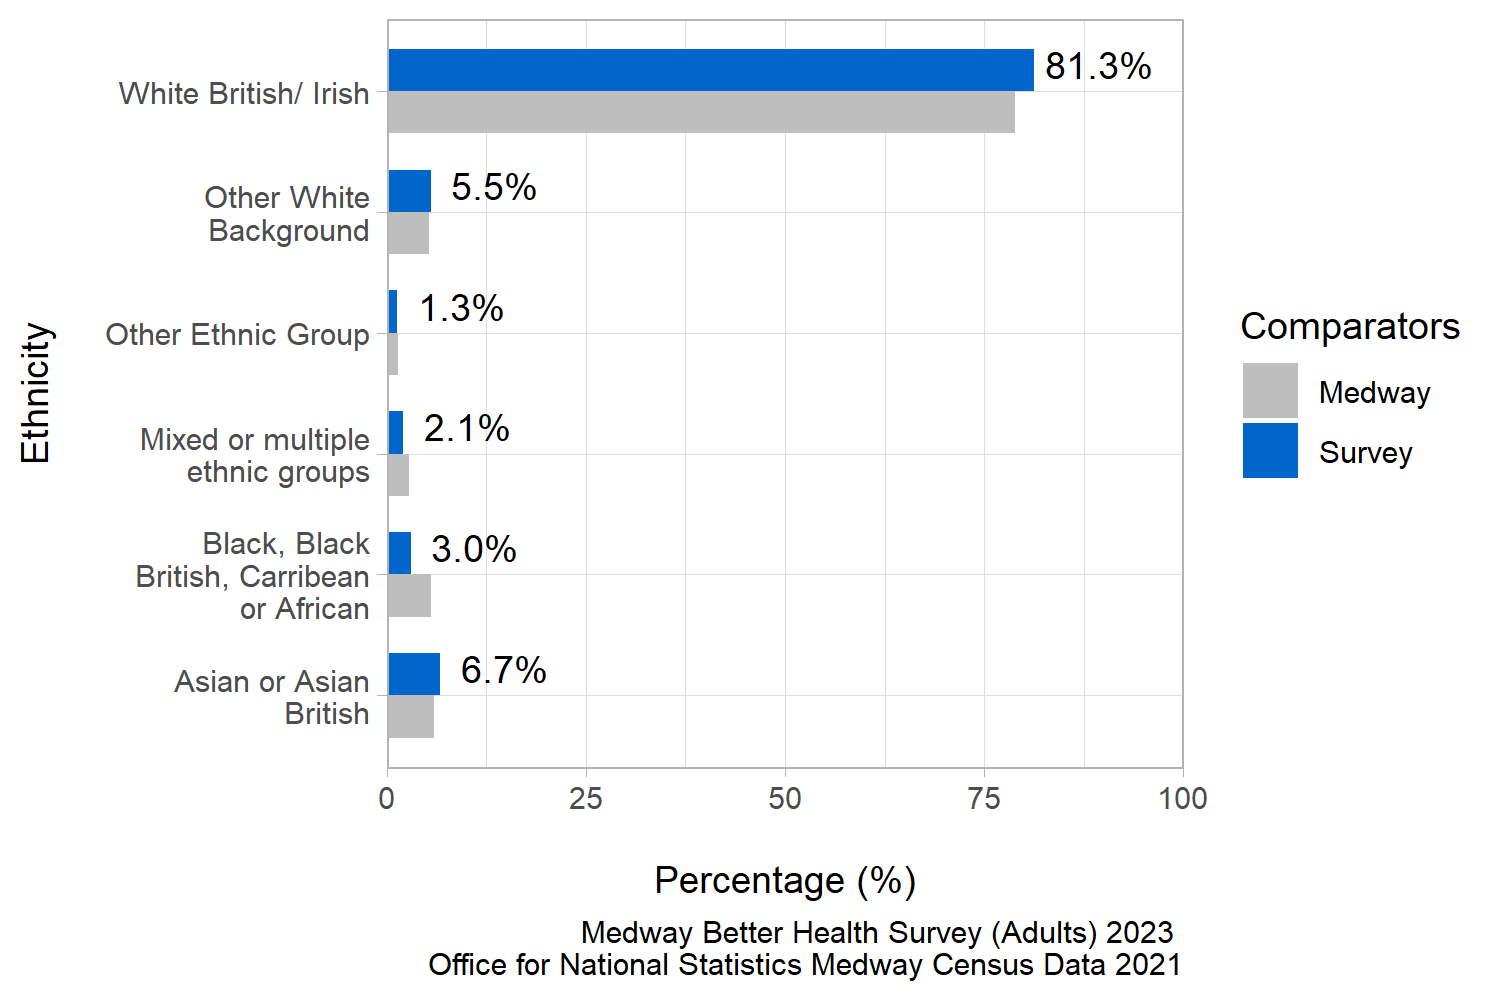 White British/ Irish
81.3%
Other White
Background
5.5%
Other Ethnic Group
1.3%
Mixed or multiple
ethnic groups
2.1%
Black, Black
British, Carribean
or African
3.0%
Asian or Asian
British
6.7%
Ethnicity
0
25
50
75
100
Percentage (%)
Comparators
Medway
Survey
Medway Better Health Survey (Adults) 2023
Office for National Statistics Medway Census Data 2021